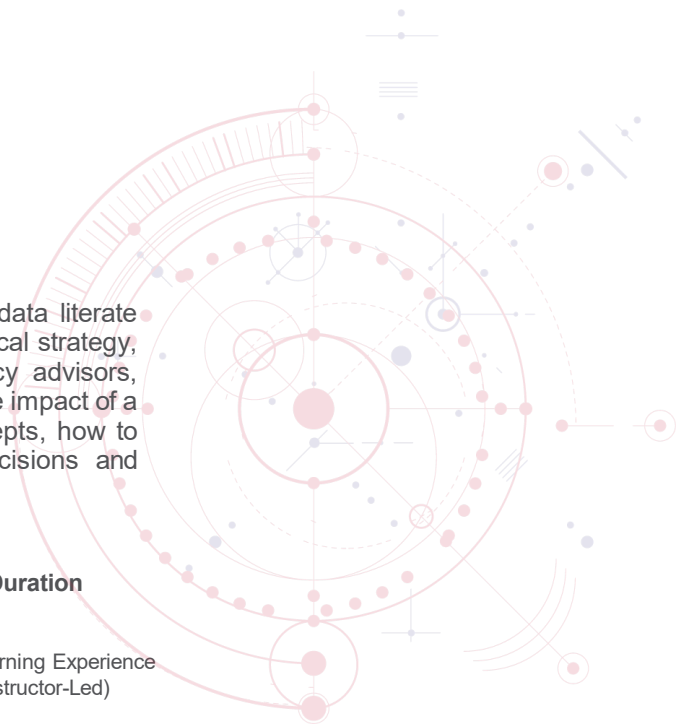 data literate
cal strategy,
cy advisors,
e impact of a
epts, how to
cisions and
Duration
rning Experience
structor-Led)